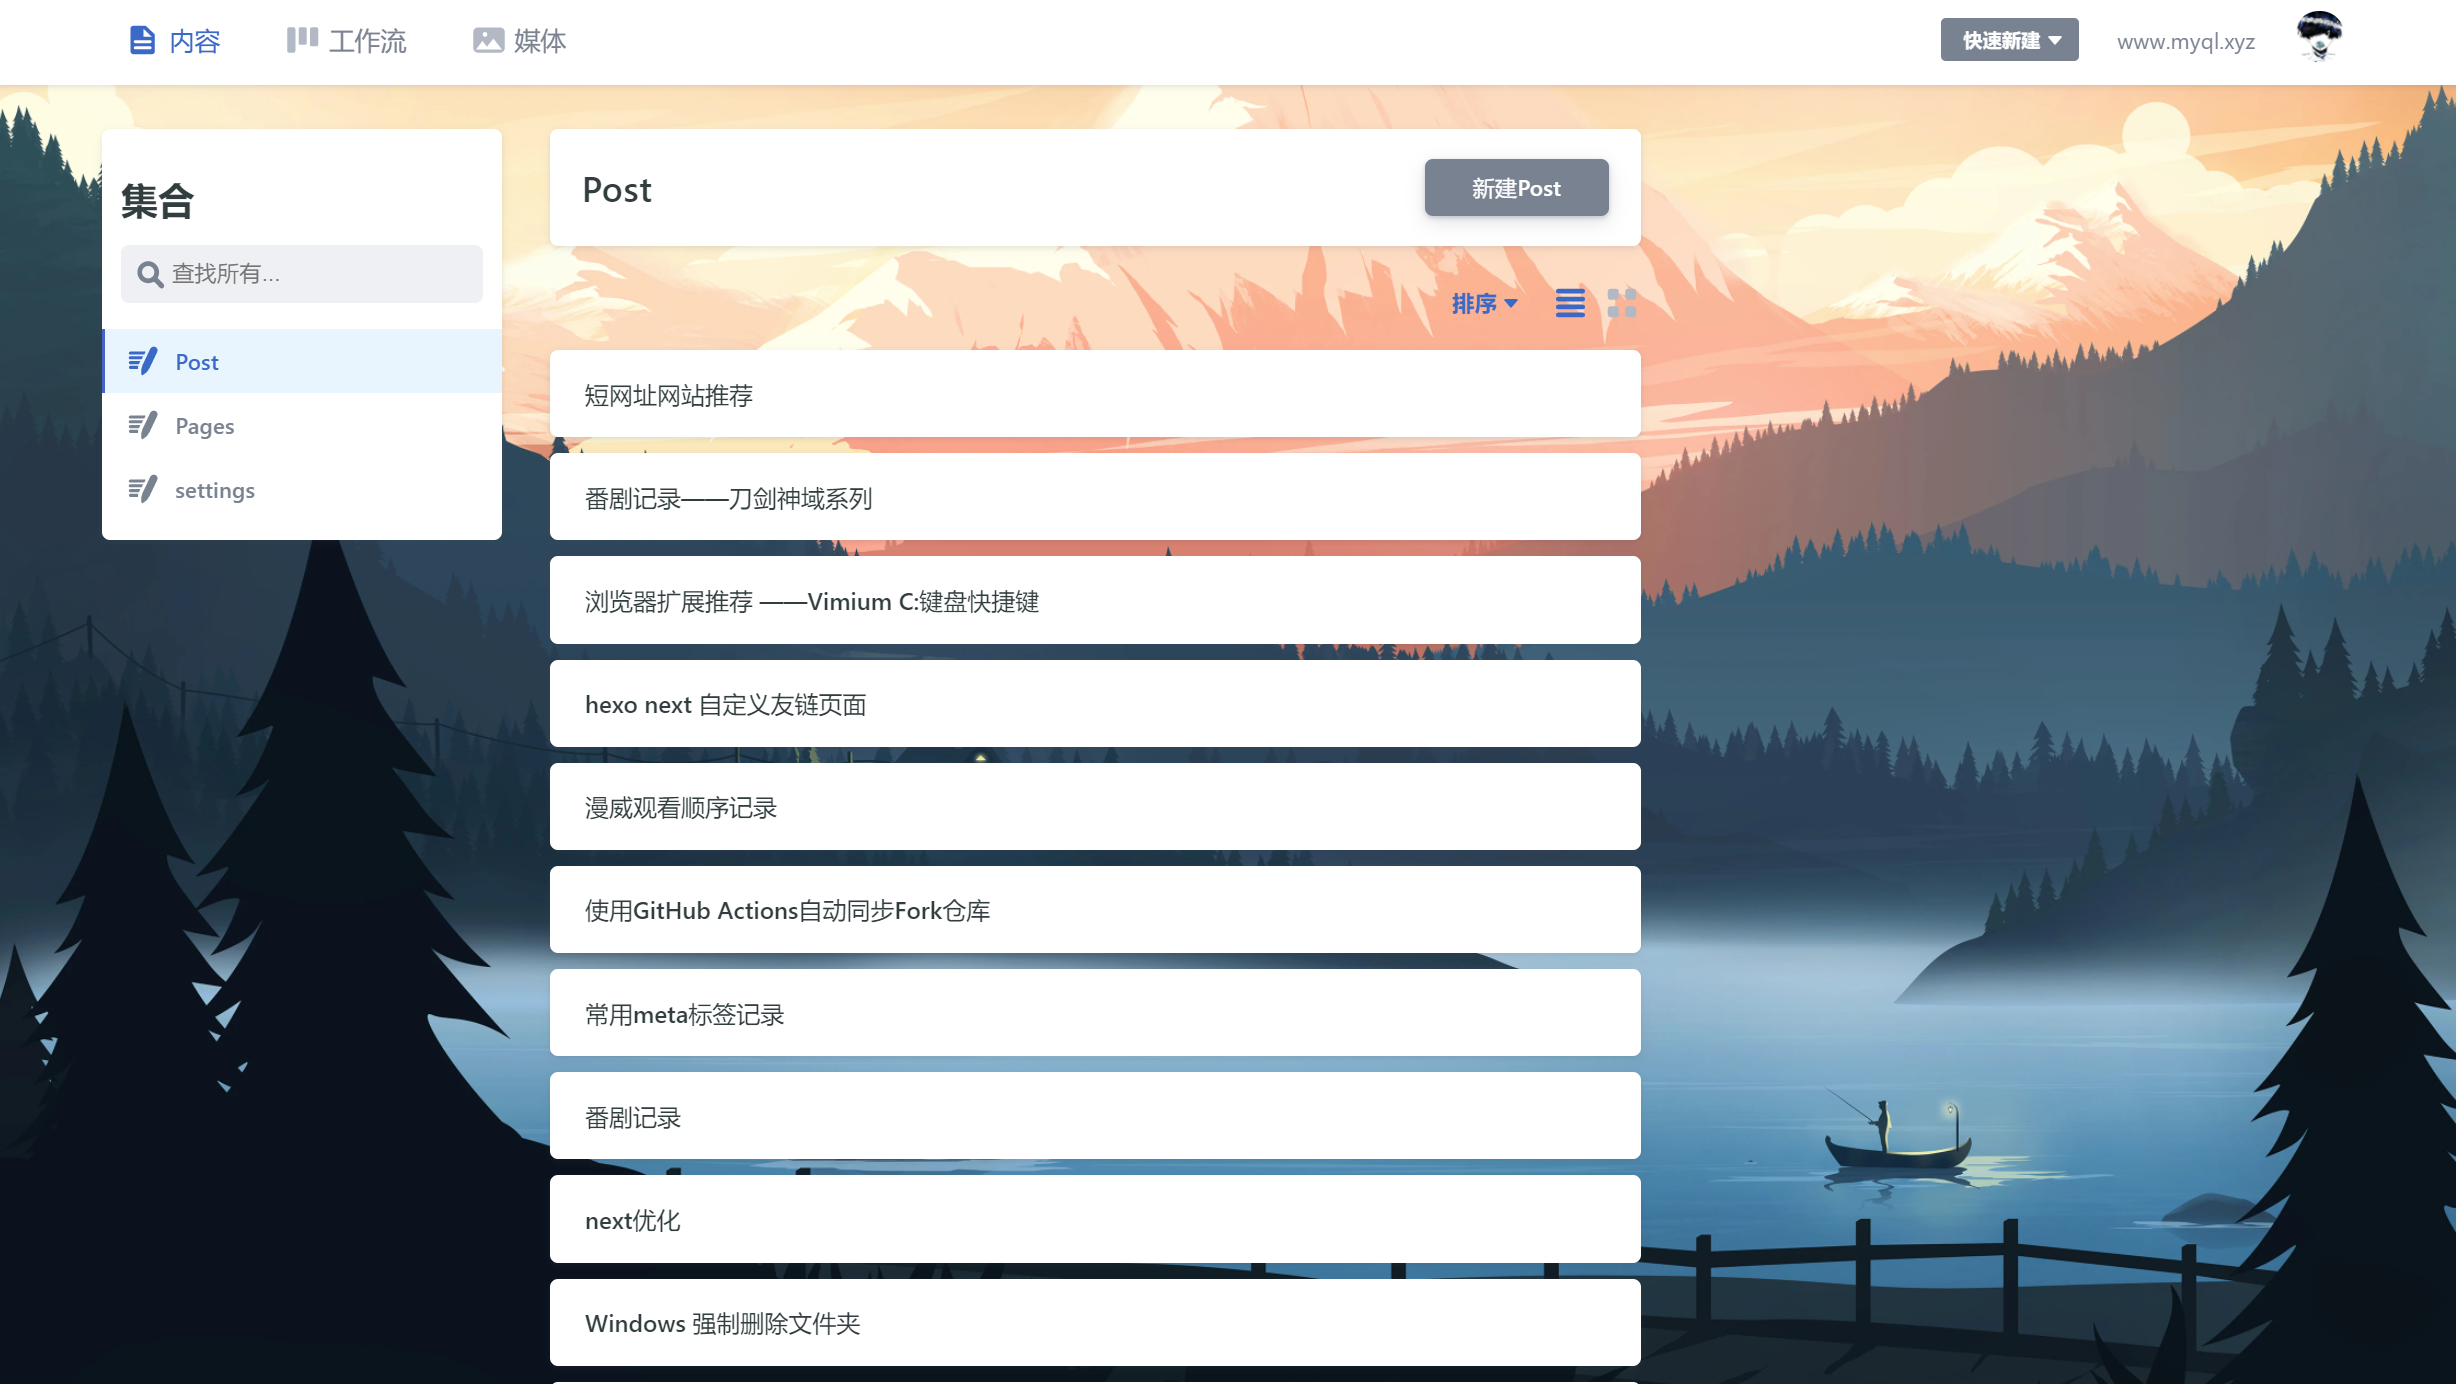 内容
工作流
媒体
快速新建
www.myql.xyz
集合
查找所有...
Post
Pages
settings
Post
新建Post
排序
短网址网站推荐
番剧记录——刀剑神域系列
浏览器扩展推荐 ——Vimium C:键盘快捷键
hexo next 自定义友链页面
漫威观看顺序记录
使用GitHub Actions自动同步Fork仓库
常用meta标签记录
番剧记录
next优化
Windows 强制删除文件夹